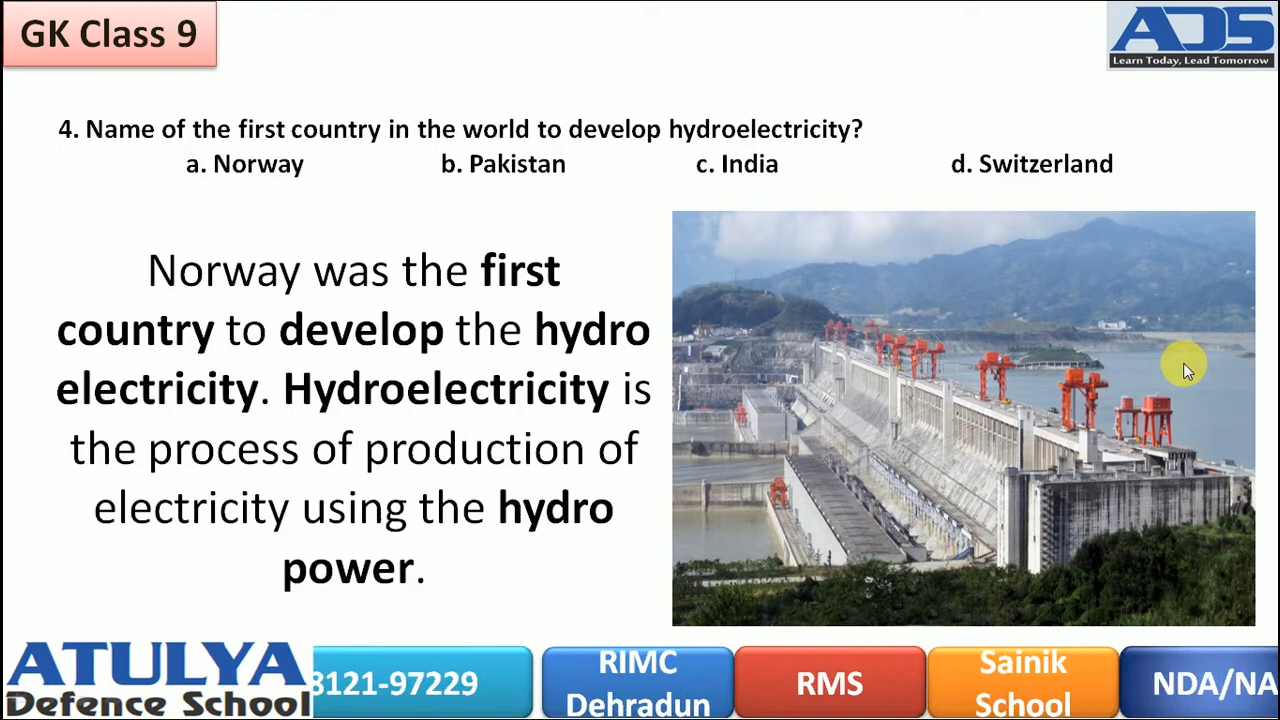 GK Class 9
ADS
Learn Today, Lead Tomorrow
4. Name of the first country in the world to develop hydroelectricity?
a. Norway b. Pakistan c. India d. Switzerland
Norway was the first
country to develop the hydro
electricity. Hydroelectricity is
the process of production of
electricity using the hydro
power.
ATULYA
Defence School
8121-97229
RIMC
Dehradun
RMS
Sainik
School
NDA/NA